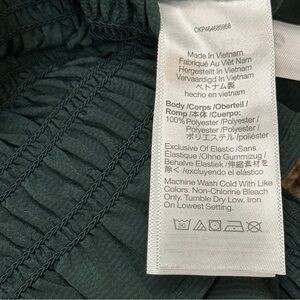 CKP464685958
Made In Vietnam
Fabriqué Au Viêt Nam
Hergestellt In Vietnam
Vervaardigd In Vietnam
ベトナム製
hecho en vietnam
Body /Corps /Oberteil /
Romp /本体 /Cuerpo:
100% Polyester /Polyester /
Polyester /Polyester /
ポリエステル /poliéster
Exclusive Of Elastic /Sans
Élastique /Ohne Gummizug /
Behalve Elastiek /伸縮素材を
除く /excluyendo el elástico
Machine Wash Cold With Like
Colors. Non-Chlorine Bleach
Only. Tumble Dry Low. Iron
On Lowest Setting.